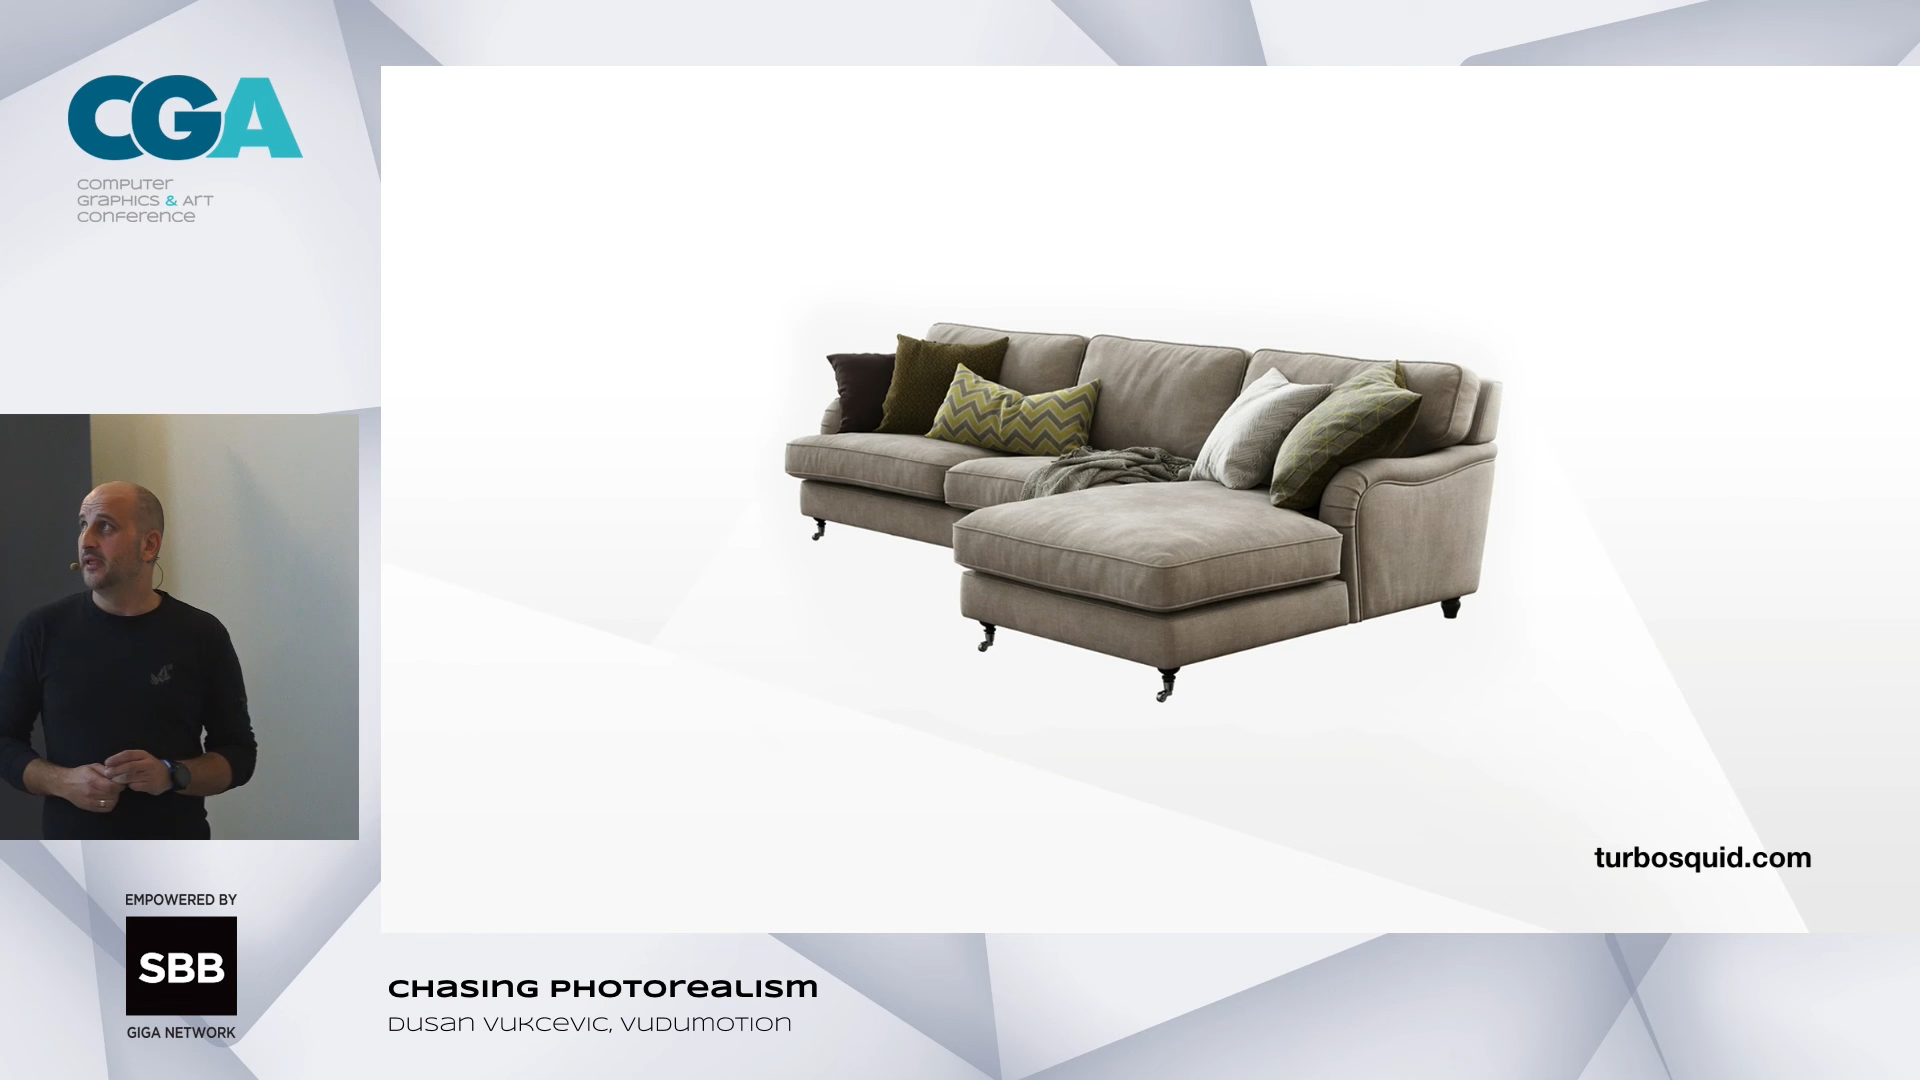 CGA
COMPUTER
GRAPHICS & ART
CONFERENCE
turbosquid.com
EMPOWERED BY
SBB
GIGA NETWORK
CHASING PHOTOREALISM
DUSAN VUKCEVIC, VUDUMOTION